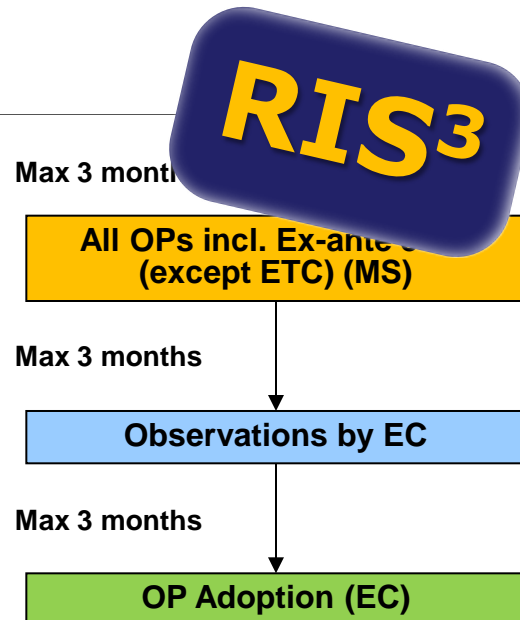 RIS³
Max 3 months
All OPs incl. Ex-ante
(except ETC) (MS)
Max 3 months
Observations by EC
Max 3 months
OP Adoption (EC)